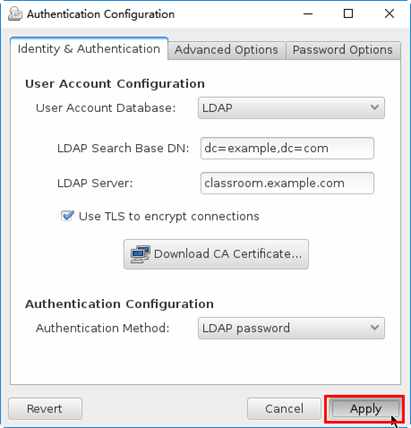 Authentication Configuration
Identity & Authentication Advanced Options Password Options
User Account Configuration
User Account Database: LDAP
LDAP Search Base DN: dc=example,dc=com
LDAP Server: classroom.example.com
Use TLS to encrypt connections
Download CA Certificate...
Authentication Configuration
Authentication Method: LDAP password
Revert Cancel Apply